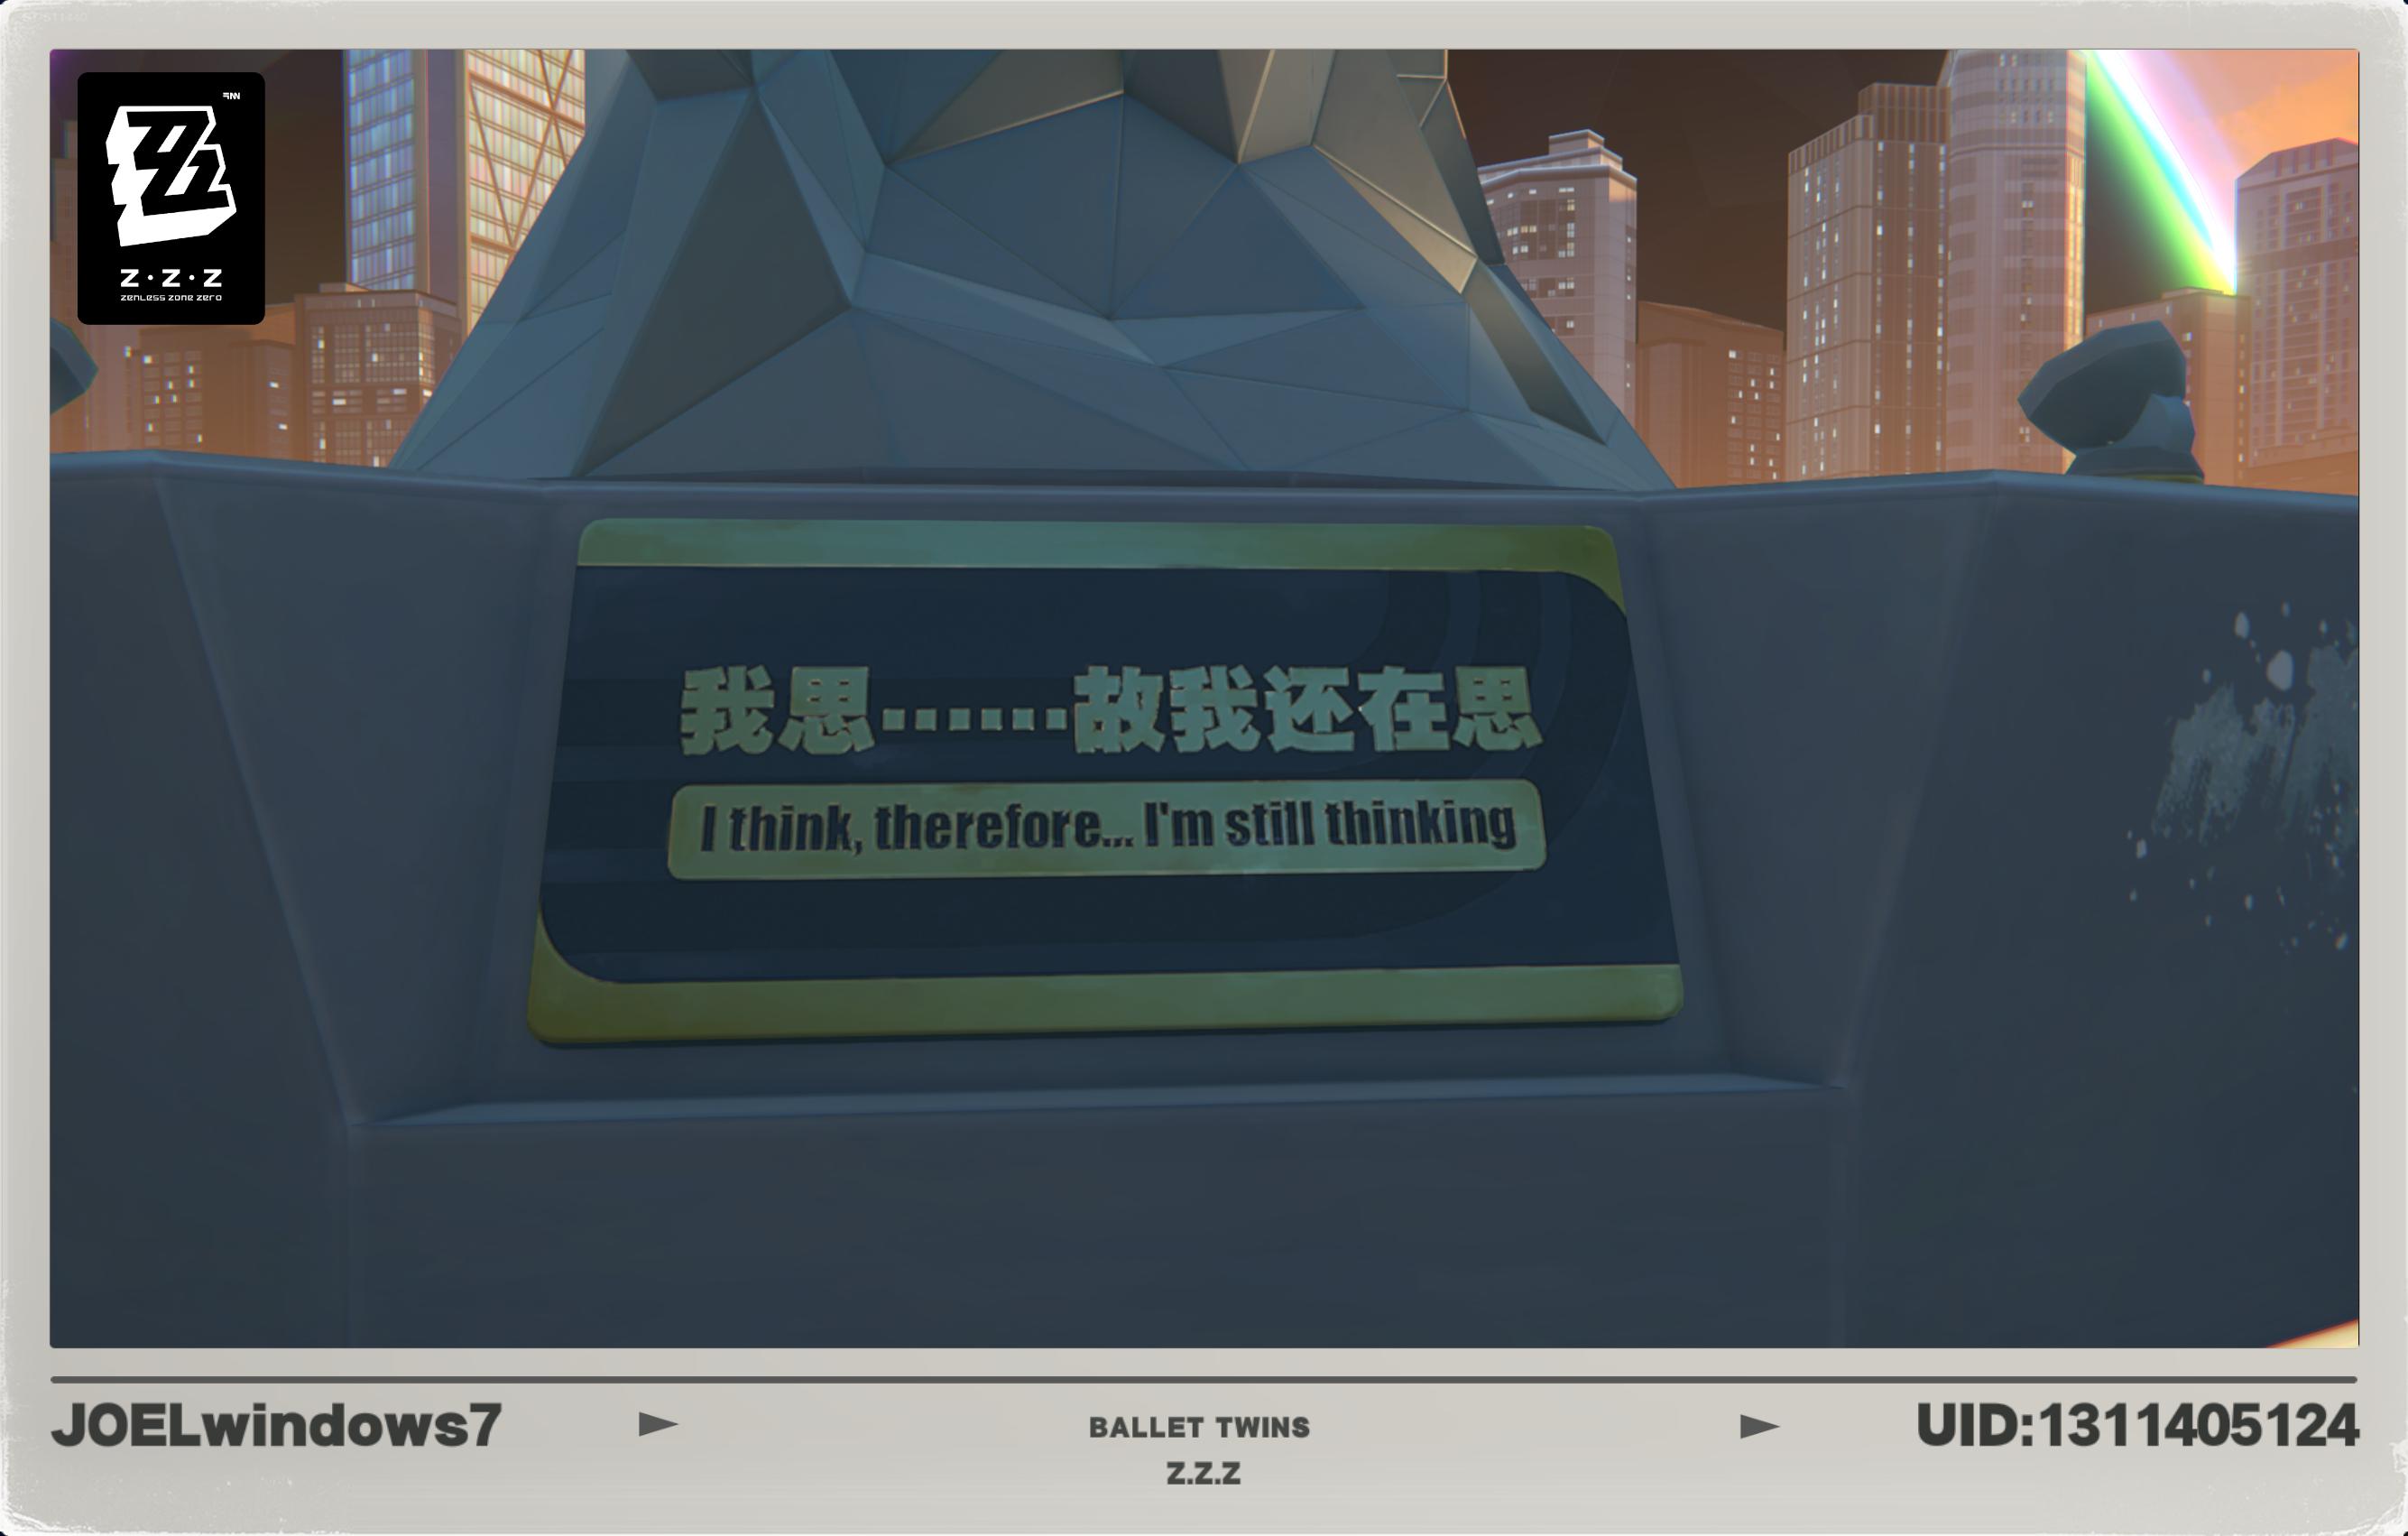 Z·Z·Z
ZENLESS ZONE ZERO
我思......故我还在思
I think, therefore... I'm still thinking
JOELwindows7
BALLET TWINS
UID:1311405124
Z.Z.Z